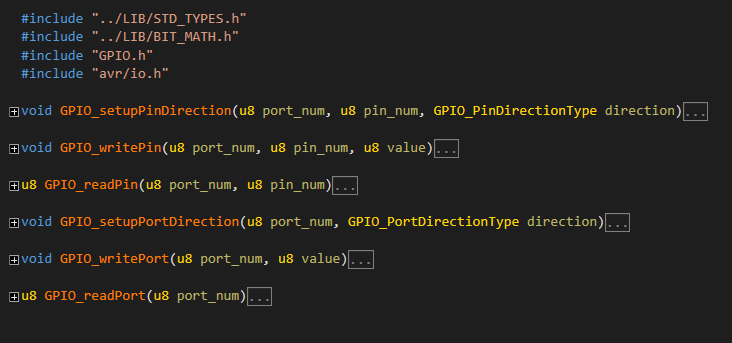 #include "../LIB/STD_TYPES.h"
#include "../LIB/BIT_MATH.h"
#include "GPIO.h"
#include "avr/io.h"
void GPIO_setupPinDirection(u8 port_num, u8 pin_num, GPIO_PinDirectionType direction)...
void GPIO_writePin(u8 port_num, u8 pin_num, u8 value)...
u8 GPIO_readPin(u8 port_num, u8 pin_num)...
void GPIO_setupPortDirection(u8 port_num, GPIO_PortDirectionType direction)...
void GPIO_writePort(u8 port_num, u8 value)...
u8 GPIO_readPort(u8 port_num)...